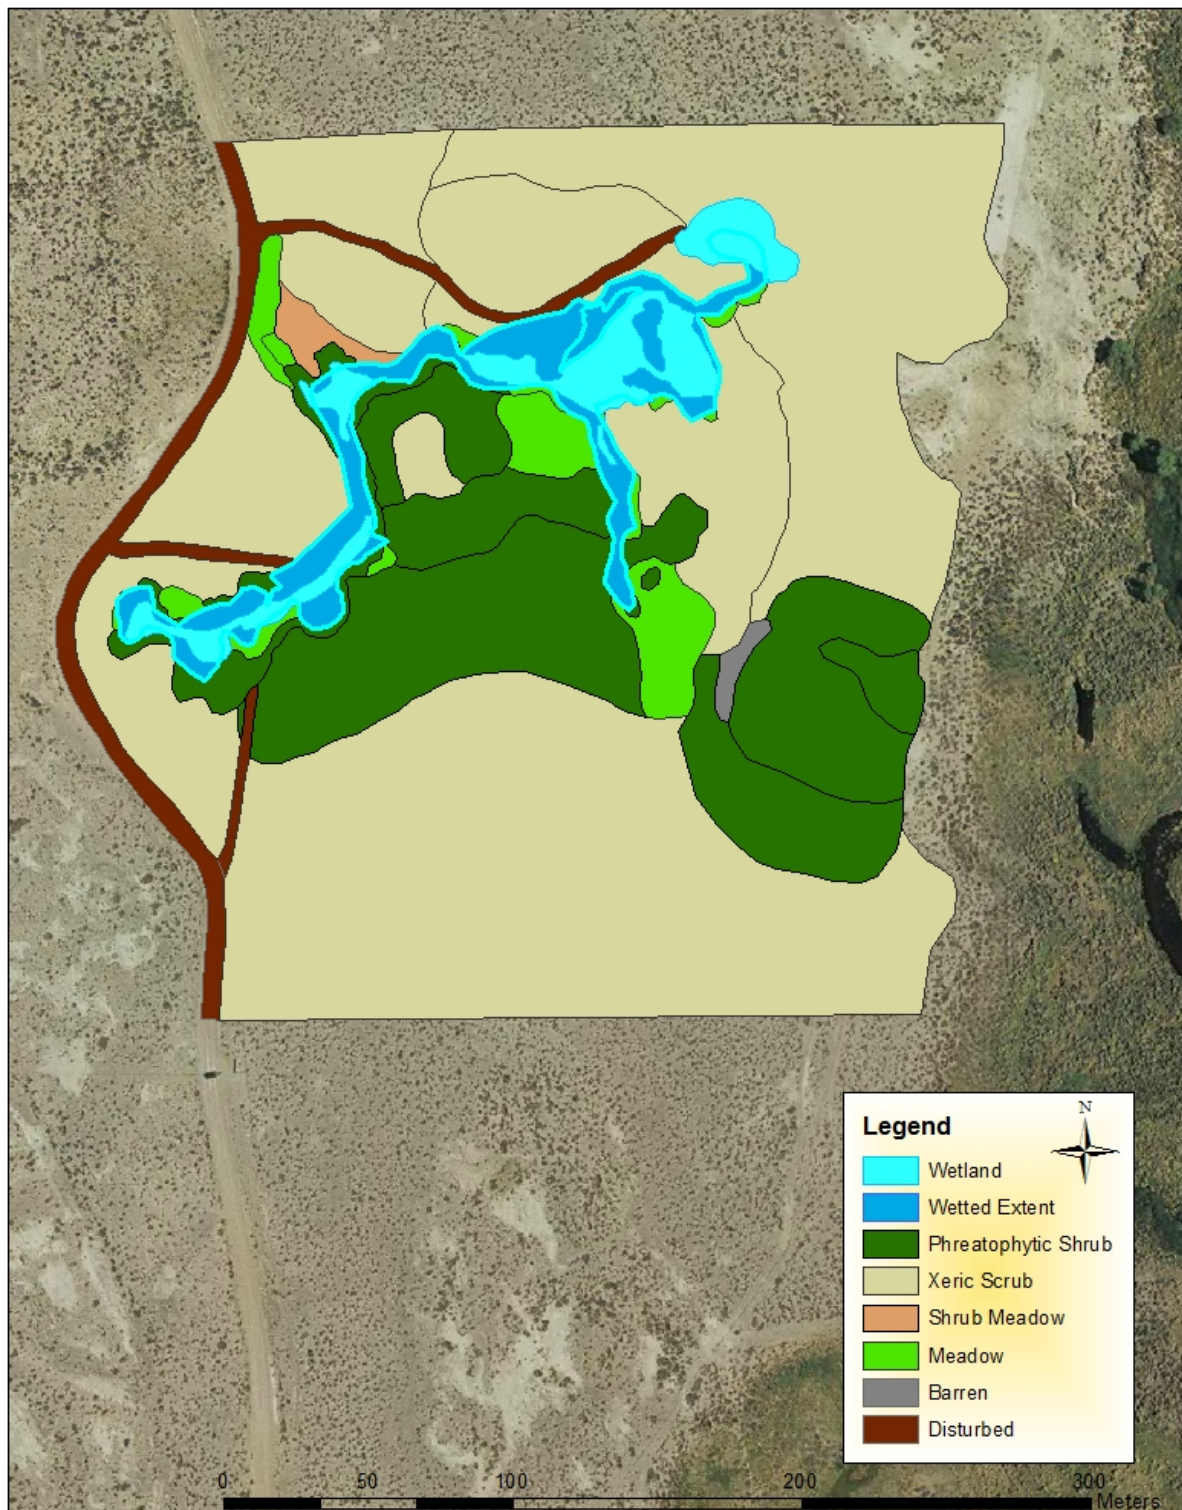 Legend
N
Wetland
Wetted Extent
Phreatophytic Shrub
Xeric Scrub
Shrub Meadow
Meadow
Barren
Disturbed
0 50 100 200 300
Meters